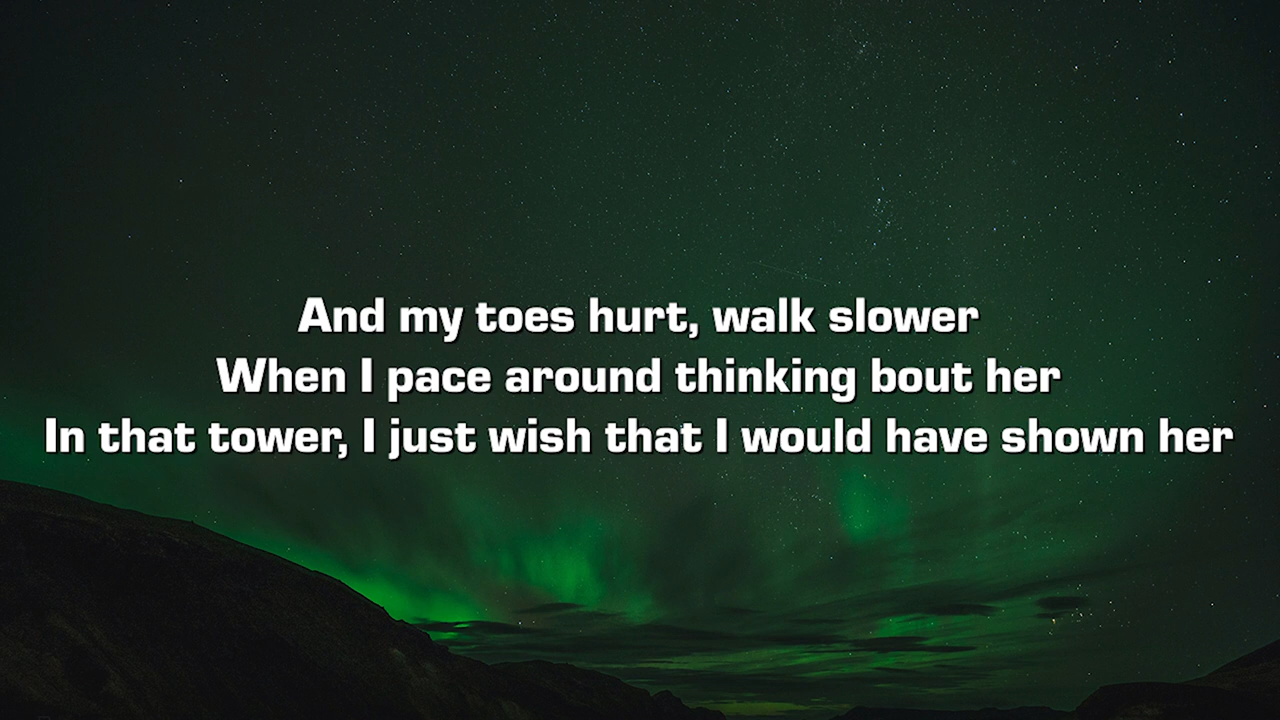 And my toes hurt, walk slower
When I pace around thinking bout her
In that tower, I just wish that I would have shown her